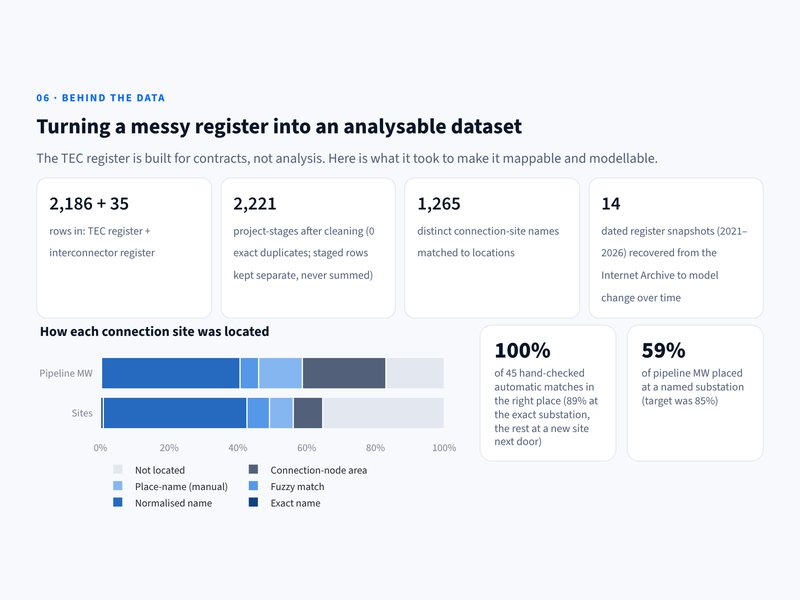 06 · BEHIND THE DATA
Turning a messy register into an analysable dataset
The TEC register is built for contracts, not analysis. Here is what it took to make it mappable and modellable.
2,186 + 35
rows in: TEC register +
interconnector register
2,221
project-stages after cleaning (0
exact duplicates; staged rows
kept separate, never summed)
1,265
distinct connection-site names
matched to locations
14
dated register snapshots (2021–
2026) recovered from the
Internet Archive to model
change over time
How each connection site was located
Pipeline MW
Sites
0% 20% 40% 60% 80% 100%
Not located
Connection-node area
Place-name (manual)
Fuzzy match
Normalised name
Exact name
100%
of 45 hand-checked
automatic matches in
the right place (89% at
the exact substation,
the rest at a new site
next door)
59%
of pipeline MW placed
at a named substation
(target was 85%)